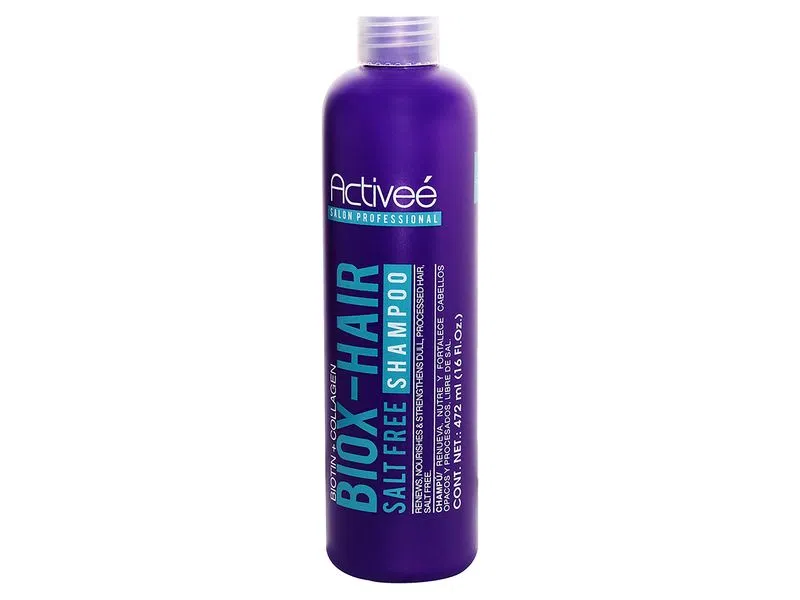 Activeé
SALON PROFESSIONAL
BIOTIN + COLLAGEN
BIOX-HAIR
SALT FREE SHAMPOO
RENEWS, NOURISHES & STRENGTHENS DULL, PROCESSED HAIR,
SALT FREE.
CHAMPÚ/ RENUEVA, NUTRE Y FORTALECE CABELLOS
OPACOS Y PROCESADOS, LIBRE DE SAL.
CONT. NET.: 472 ml (16 Fl.Oz.)